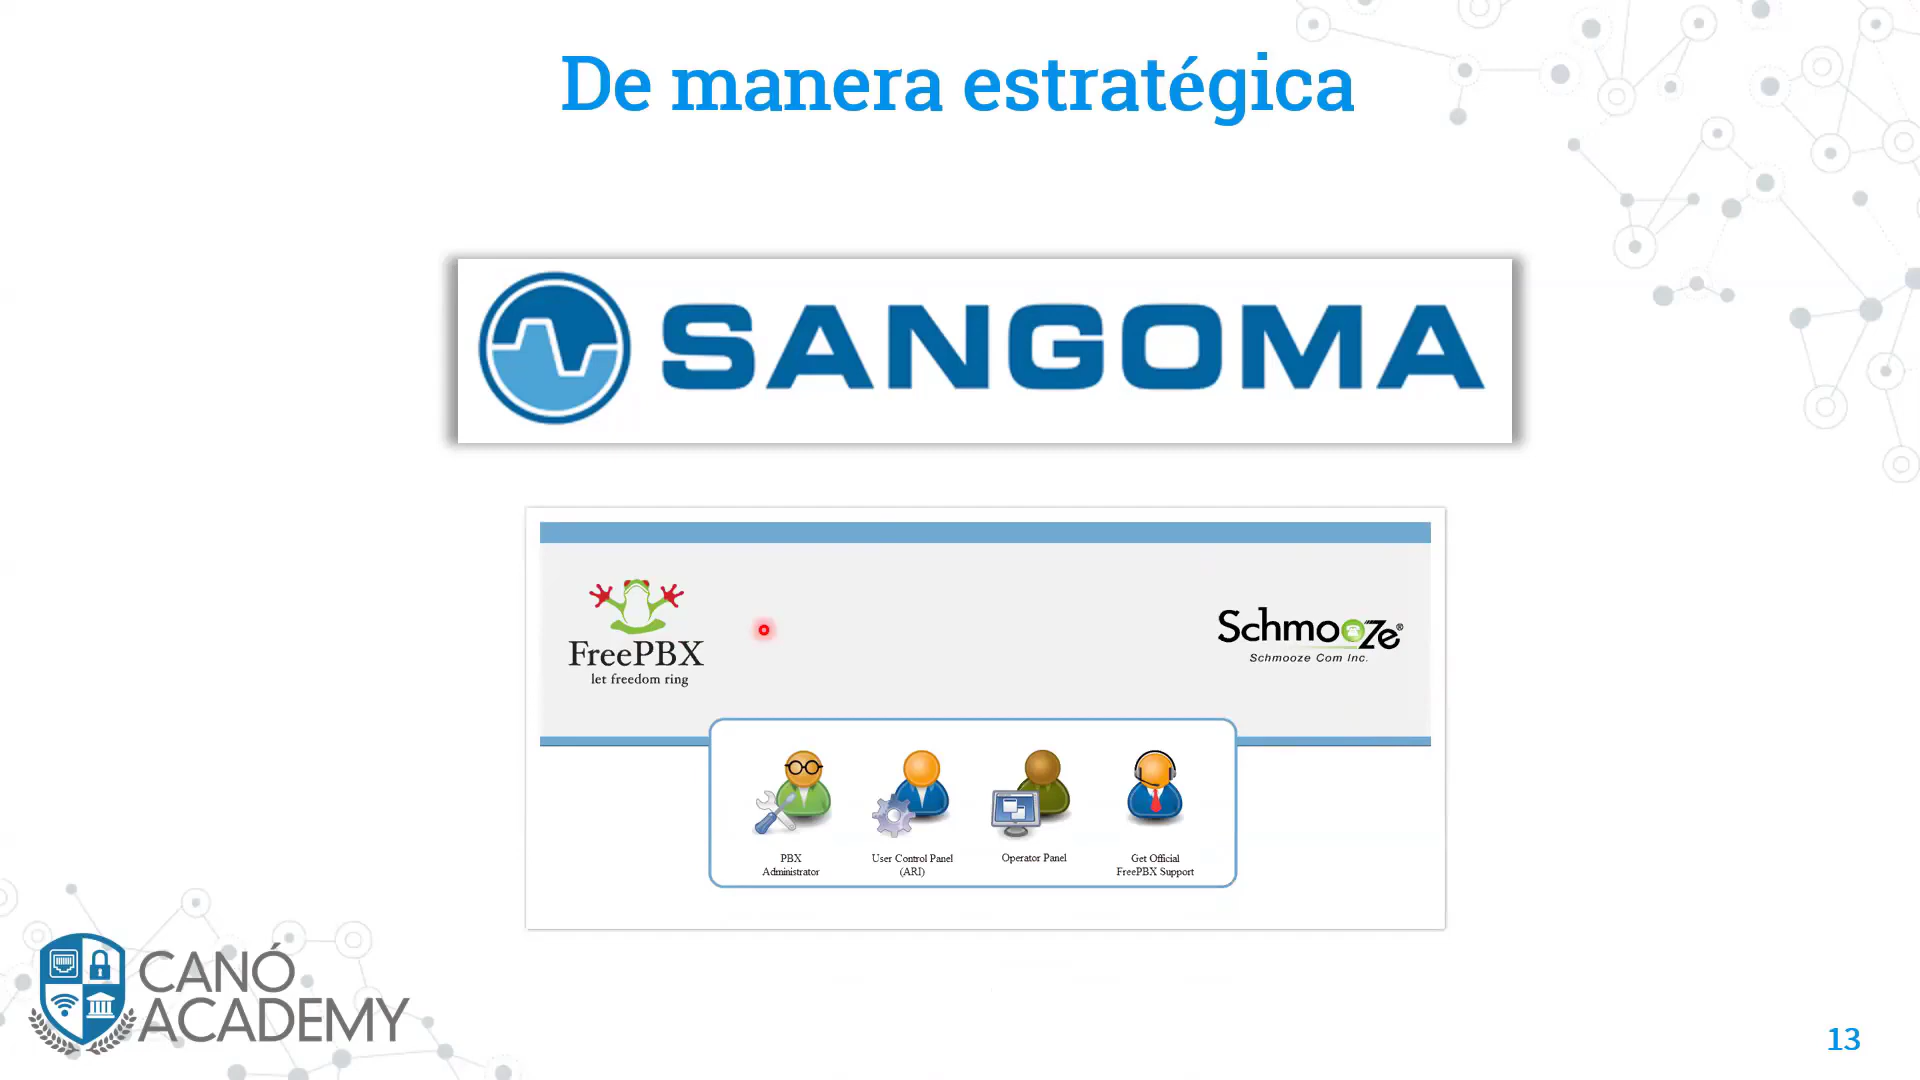 De manera estratégica
SANGOMA
FreePBX
let freedom ring
Schmooze®
Schmooze Com Inc.
PBX
Administrator
User Control Panel
(ARI)
Operator Panel
Get Official
FreePBX Support
CANÓ
ACADEMY
13